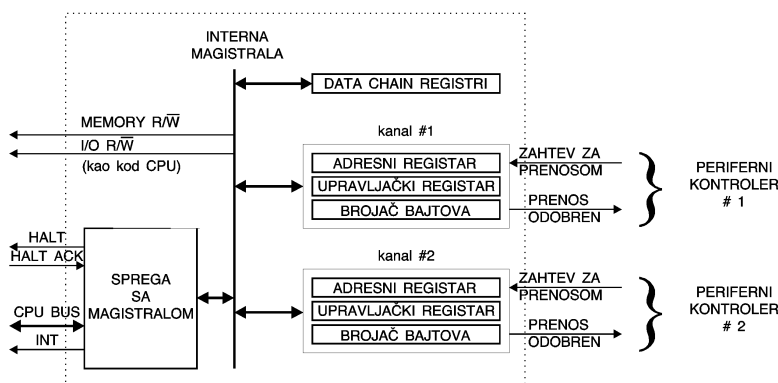 INTERNA
MAGISTRALA
DATA CHAIN REGISTRI
MEMORY R/W̅
I/O R/W̅
(kao kod CPU)
kanal #1
ADRESNI REGISTAR
UPRAVLJAČKI REGISTAR
BROJAČ BAJTOVA
ZAHTEV ZA
PRENOSOM
PRENOS
ODOBREN
PERIFERNI
KONTROLER
# 1
HALT
HALT ACK
CPU BUS
INT
SPREGA
SA
MAGISTRALOM
kanal #2
ADRESNI REGISTAR
UPRAVLJAČKI REGISTAR
BROJAČ BAJTOVA
ZAHTEV ZA
PRENOSOM
PRENOS
ODOBREN
PERIFERNI
KONTROLER
# 2